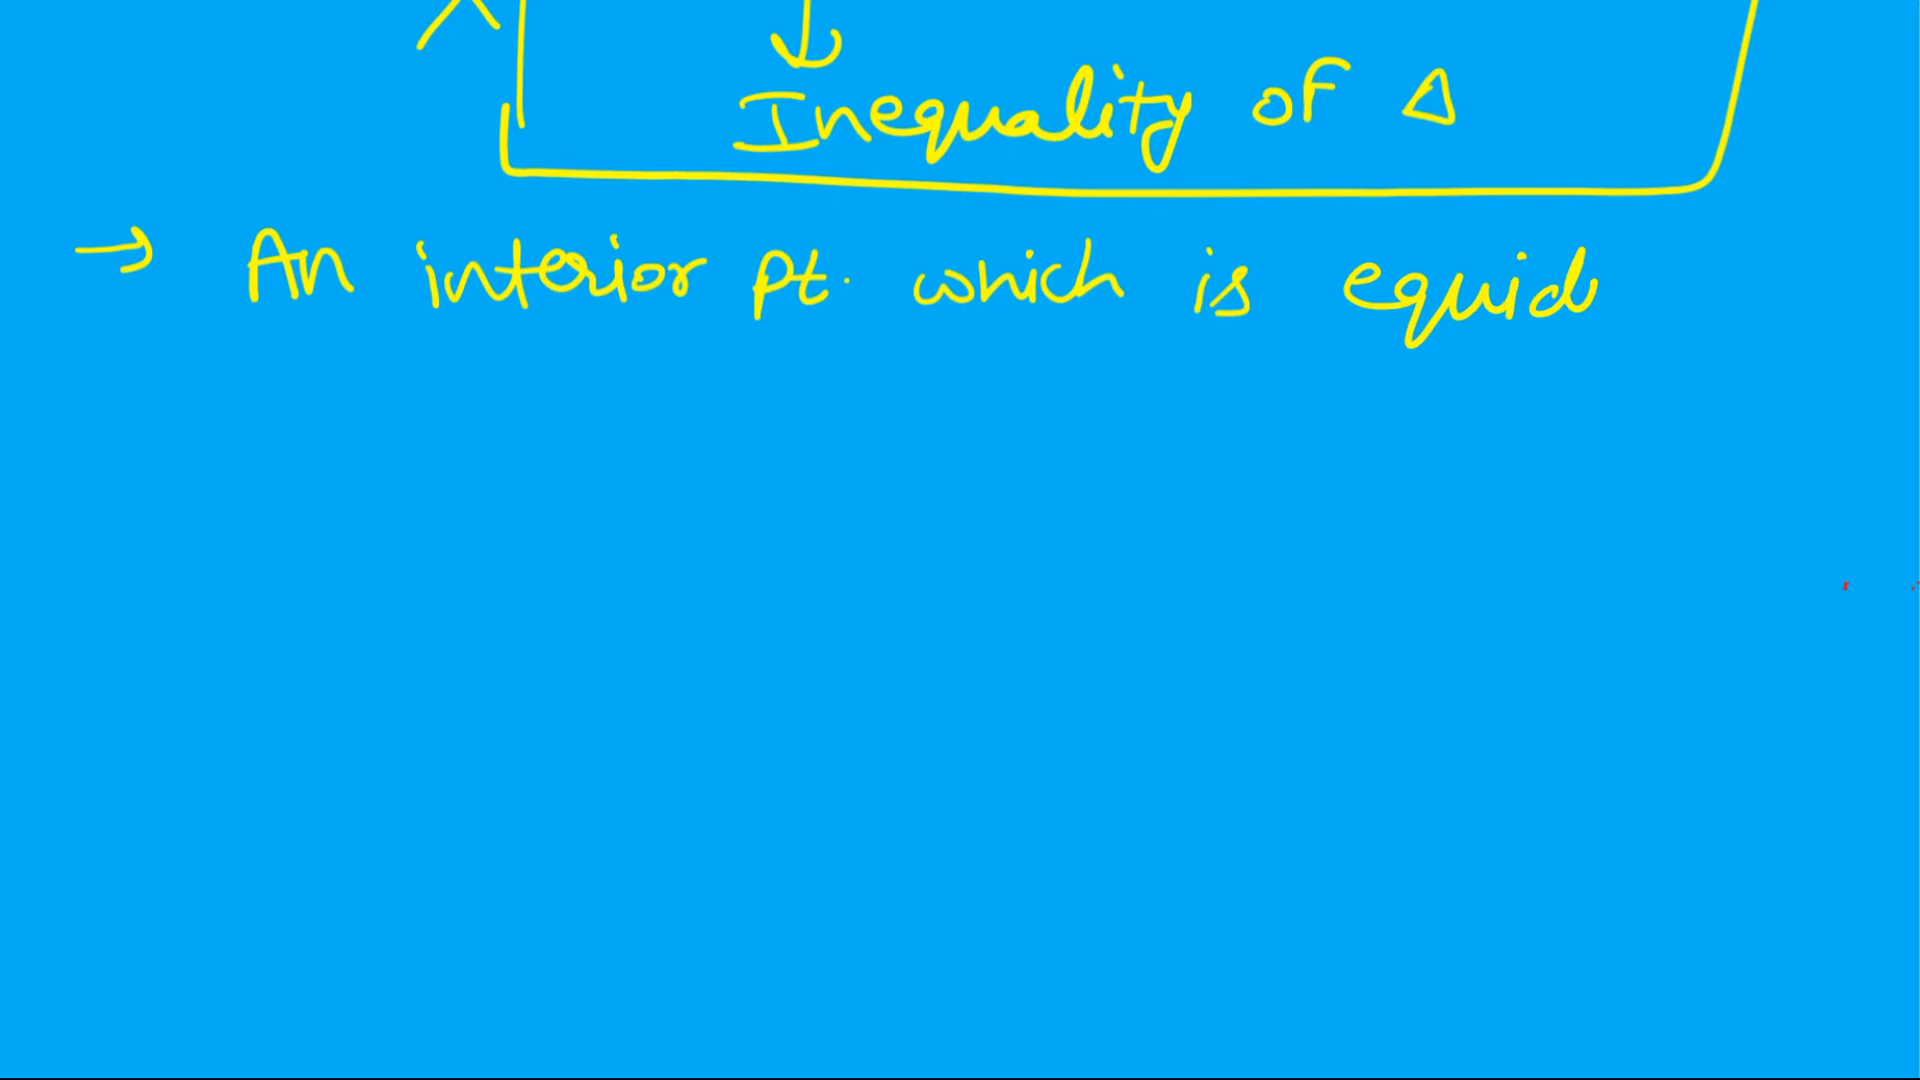 Inequality of Δ
→ An interior pt. which is equid